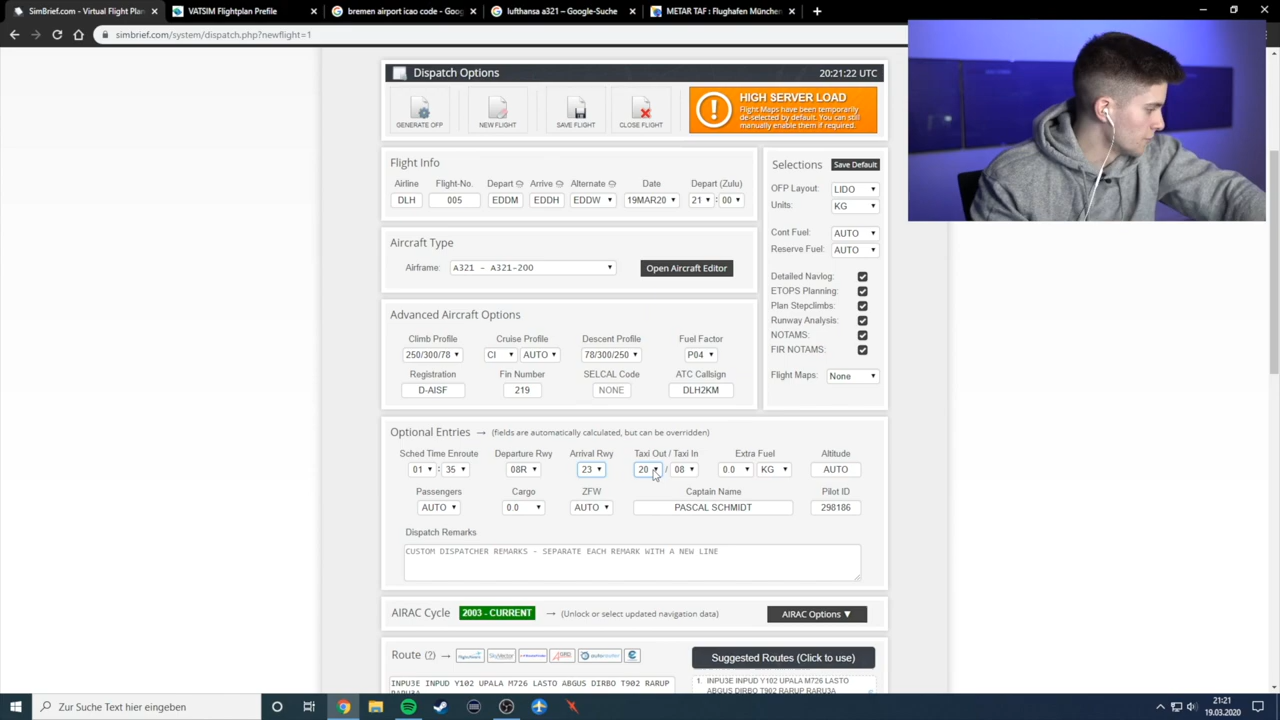 SimBrief.com - Virtual Flight Plan
VATSIM Flightplan Prefile
bremen airport icao code - Goog
lufthansa a321 – Google-Suche
METAR TAF : Flughafen München
simbrief.com/system/dispatch.php?newflight=1
Dispatch Options
20:21:22 UTC
GENERATE OFP
NEW FLIGHT
SAVE FLIGHT
CLOSE FLIGHT
HIGH SERVER LOAD
Flight Maps have been temporarily
de-selected by default. You can still
manually enable them if required.
Flight Info
Airline Flight-No. Depart Arrive Alternate Date Depart (Zulu)
DLH 005 EDDM EDDH EDDW 19MAR20 21 : 00
Selections Save Default
OFP Layout: LIDO
Units: KG
Cont Fuel: AUTO
Reserve Fuel: AUTO
Detailed Navlog:
ETOPS Planning:
Plan Stepclimbs:
Runway Analysis:
NOTAMS:
FIR NOTAMS:
Flight Maps: None
Aircraft Type
Airframe: A321 - A321-200 Open Aircraft Editor
Advanced Aircraft Options
Climb Profile Cruise Profile Descent Profile Fuel Factor
250/300/78 CI AUTO 78/300/250 P04
Registration Fin Number SELCAL Code ATC Callsign
D-AISF 219 NONE DLH2KM
Optional Entries → (fields are automatically calculated, but can be overridden)
Sched Time Enroute Departure Rwy Arrival Rwy Taxi Out / Taxi In Extra Fuel Altitude
01 : 35 08R 23 20 / 08 0.0 KG AUTO
Passengers Cargo ZFW Captain Name Pilot ID
AUTO 0.0 AUTO PASCAL SCHMIDT 298186
Dispatch Remarks
CUSTOM DISPATCHER REMARKS - SEPARATE EACH REMARK WITH A NEW LINE
AIRAC Cycle 2003 - CURRENT → (Unlock or select updated navigation data) AIRAC Options ▼
Route (?) →
Suggested Routes (Click to use)
INPU3E INPUD Y102 UPALA M726 LASTO ABGUS DIRBO T902 RARUP
RARU3A
1. INPU3E INPUD Y102 UPALA M726 LASTO
ABGUS DIRBO T902 RARUP RARU3A
Zur Suche Text hier eingeben
21:21
19.03.2020